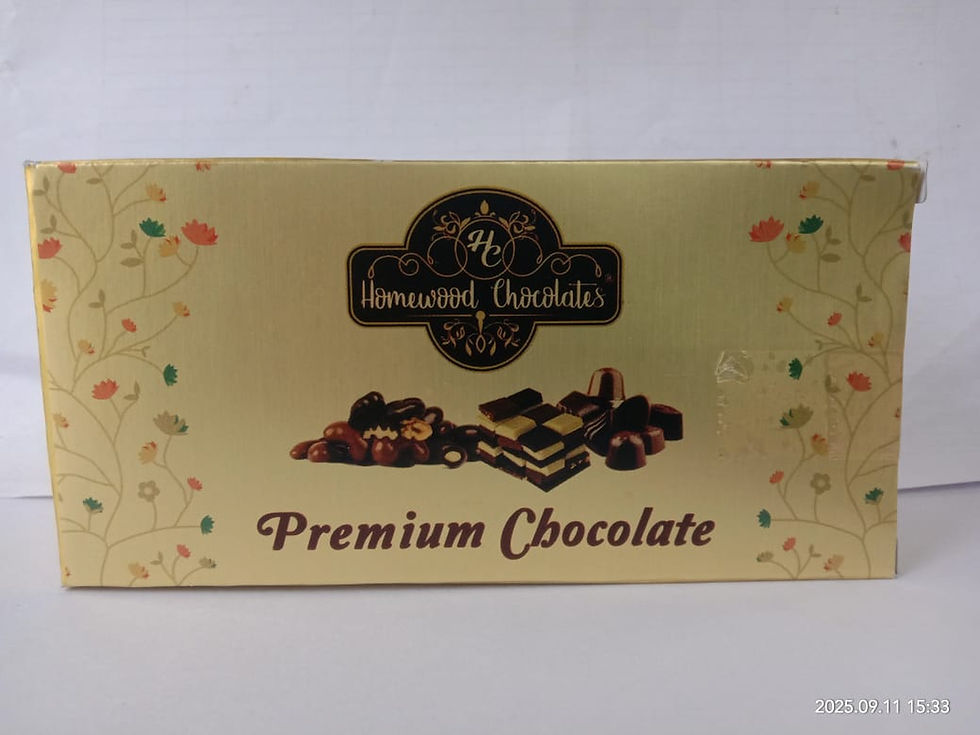 HC
Homewood Chocolates
Premium Chocolate
2025.09.11 15:33